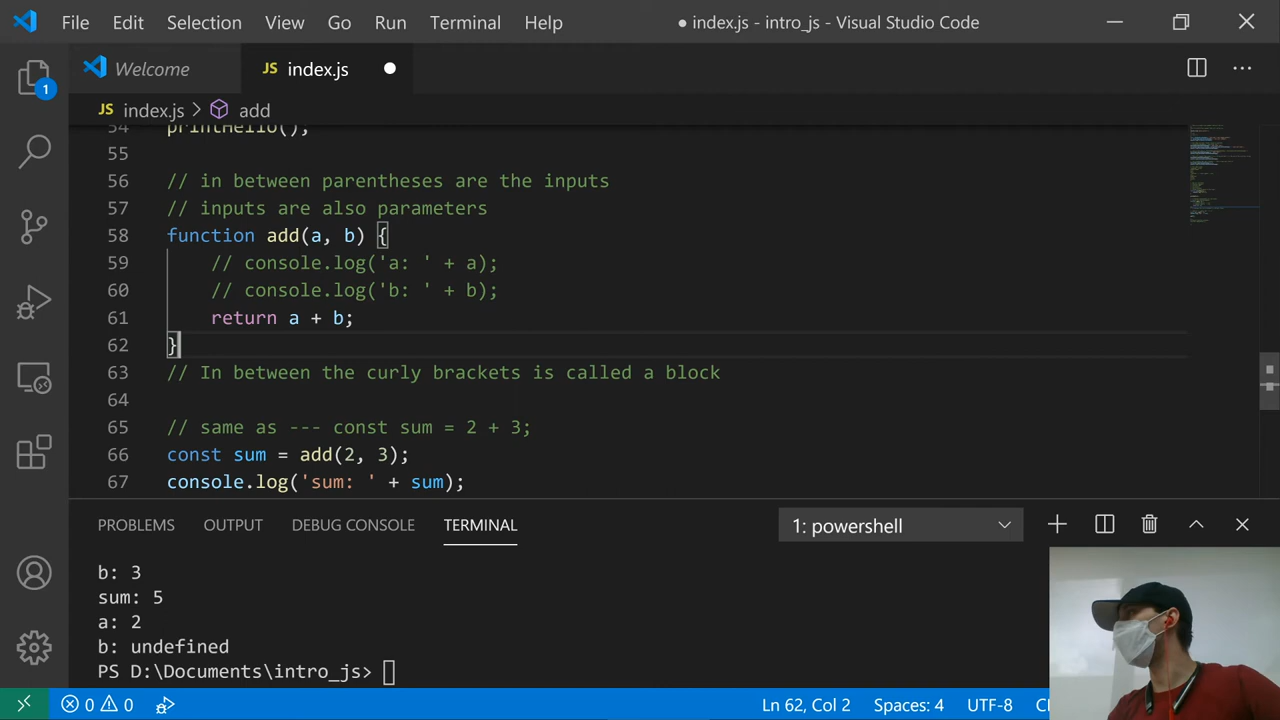 File Edit Selection View Go Run Terminal Help
● index.js - intro_js - Visual Studio Code
Welcome
JS index.js ●
JS index.js > add
54 printHello();
55
56 // in between parentheses are the inputs
57 // inputs are also parameters
58 function add(a, b) {
59 // console.log('a: ' + a);
60 // console.log('b: ' + b);
61 return a + b;
62 }
63 // In between the curly brackets is called a block
64
65 // same as --- const sum = 2 + 3;
66 const sum = add(2, 3);
67 console.log('sum: ' + sum);
1
PROBLEMS OUTPUT DEBUG CONSOLE TERMINAL
1: powershell
b: 3
sum: 5
a: 2
b: undefined
PS D:\Documents\intro_js>
0 0 Ln 62, Col 2 Spaces: 4 UTF-8